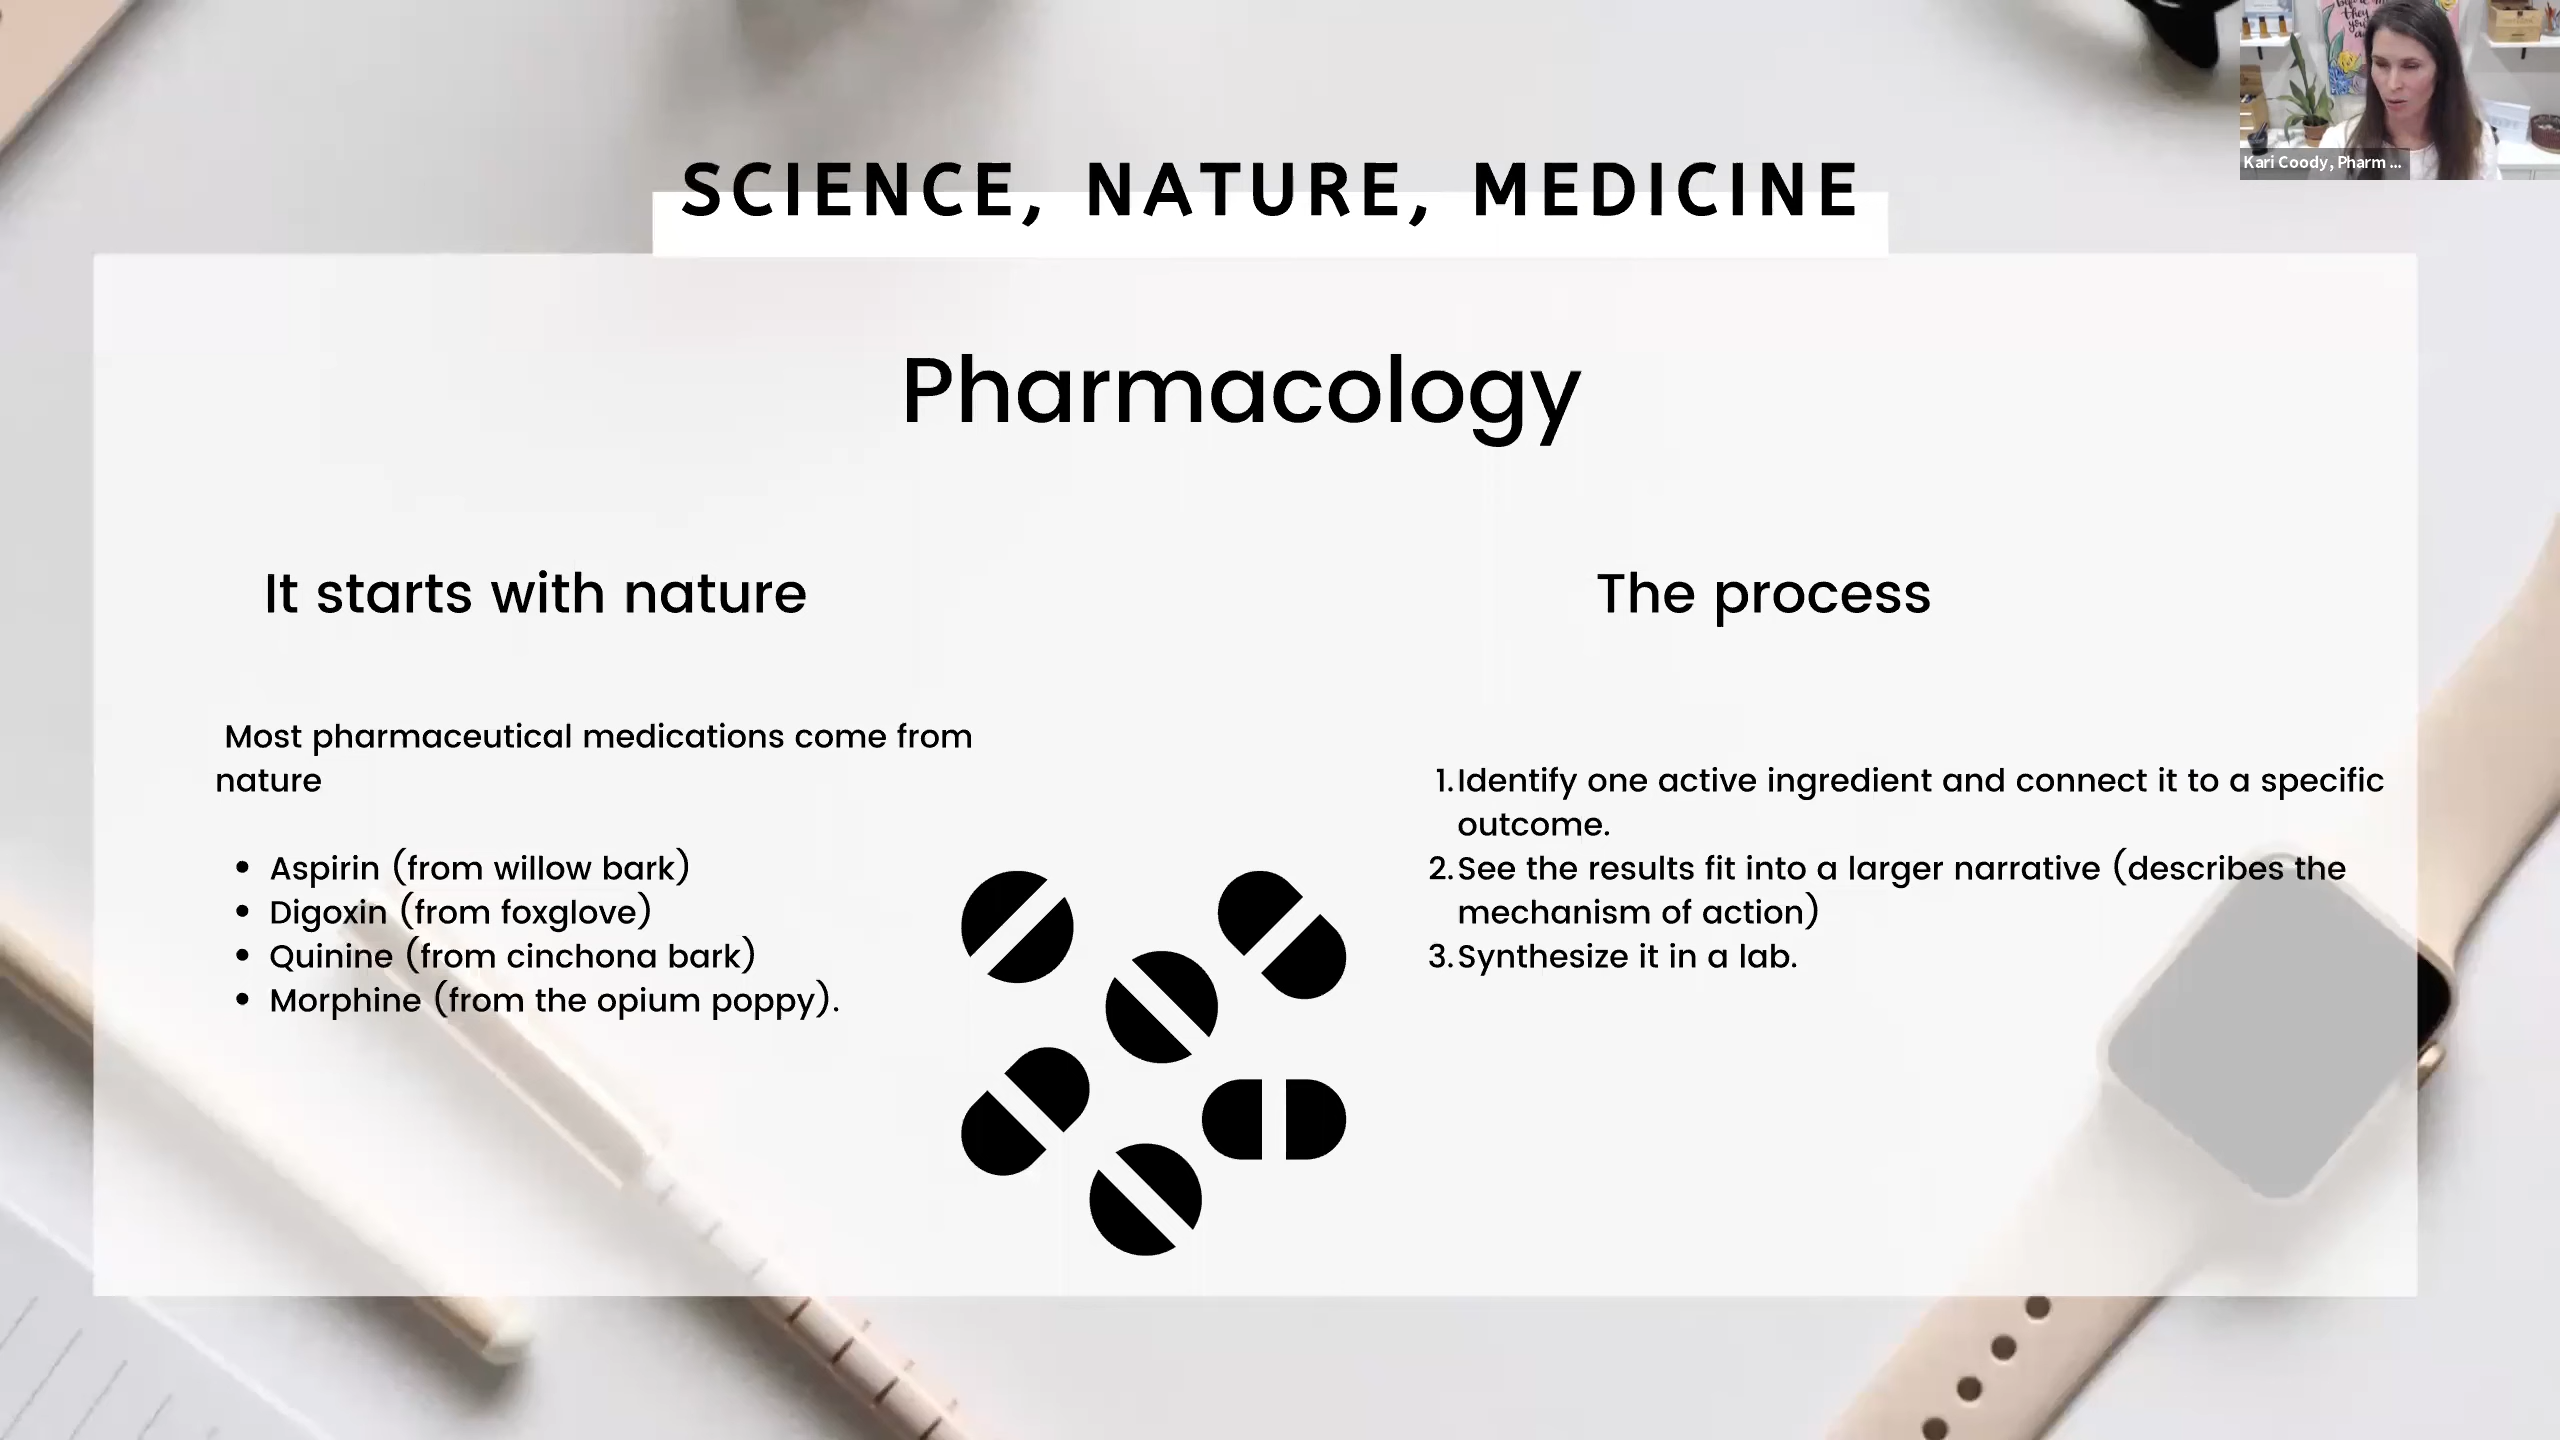 Kari Coody, Pharm ...
SCIENCE, NATURE, MEDICINE
Pharmacology
It starts with nature
Most pharmaceutical medications come from
nature
• Aspirin (from willow bark)
• Digoxin (from foxglove)
• Quinine (from cinchona bark)
• Morphine (from the opium poppy).
The process
1. Identify one active ingredient and connect it to a specific
outcome.
2. See the results fit into a larger narrative (describes the
mechanism of action)
3. Synthesize it in a lab.